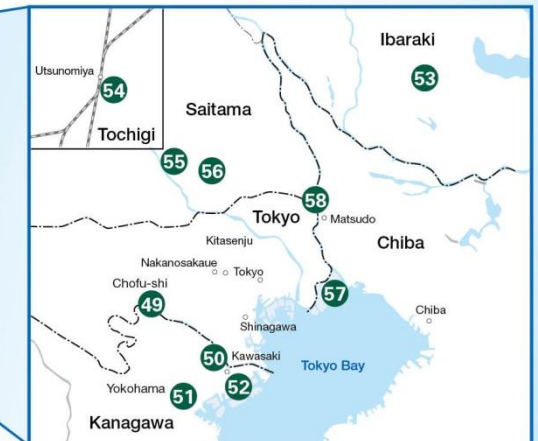 Ibaraki
53
Utsunomiya
54
Tochigi
Saitama
55
56
58
Tokyo
Matsudo
Kitasenju
Chiba
Nakanosakaue
Tokyo
Chofu-shi
49
57
Chiba
Shinagawa
50
Kawasaki
Tokyo Bay
Yokohama
51
52
Kanagawa